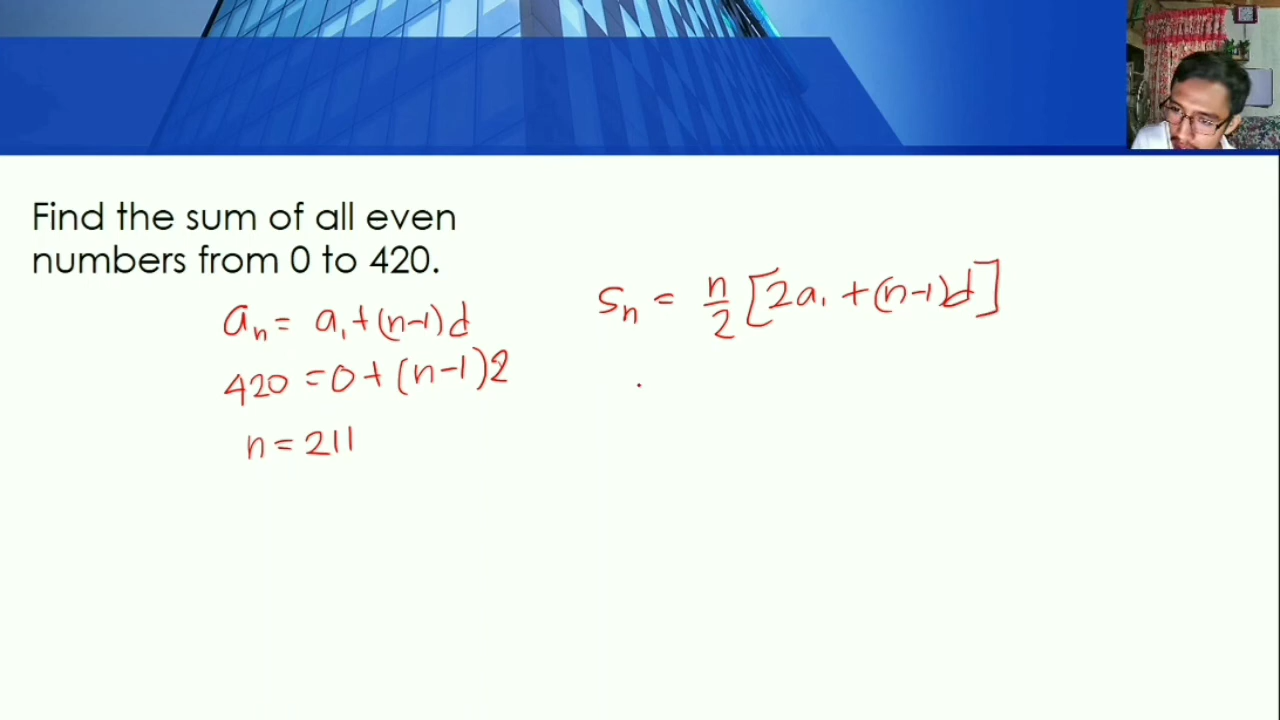 Find the sum of all even
numbers from 0 to 420.
aₙ = a₁ + (n-1)d
420 = 0 + (n-1)2
n = 211
Sₙ = n/2 [2a₁ + (n-1)d]